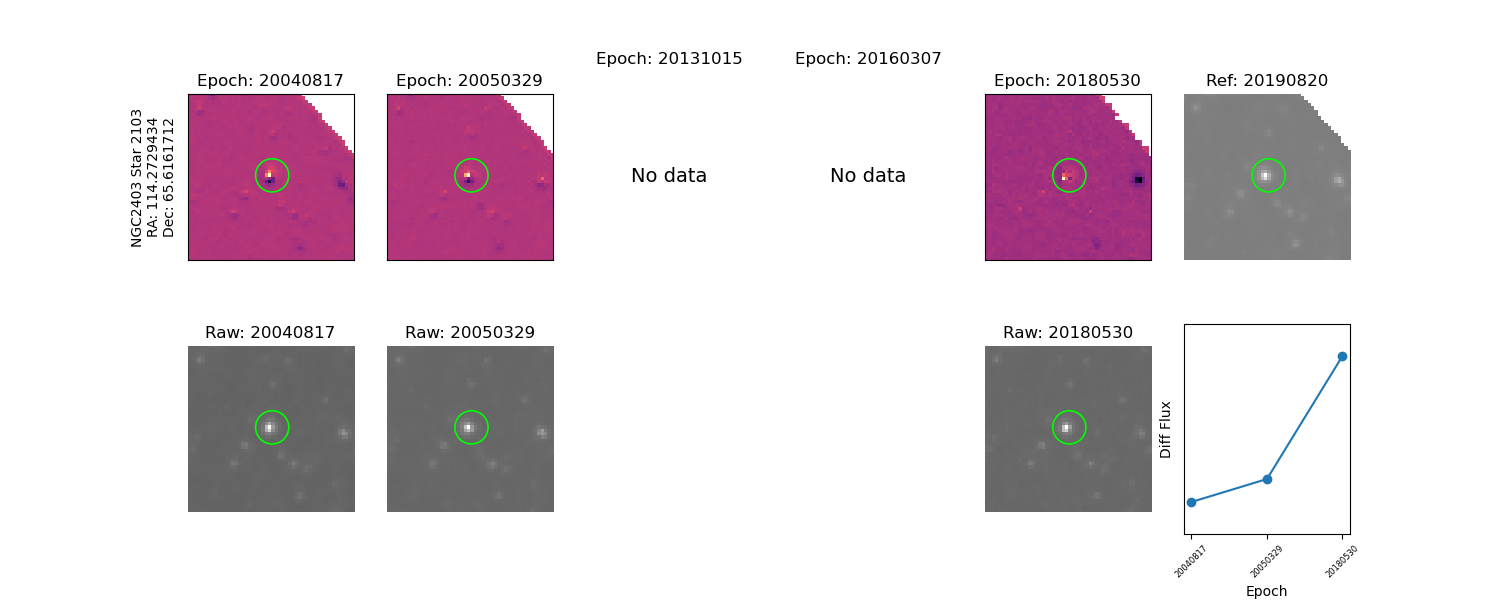 Epoch: 20040817
Epoch: 20050329
Epoch: 20131015
Epoch: 20160307
Epoch: 20180530
Ref: 20190820
NGC2403 Star 2103
RA: 114.2729434
Dec: 65.6161712
No data
No data
Raw: 20040817
Raw: 20050329
Raw: 20180530
Diff Flux
20040817
20050329
20180530
Epoch